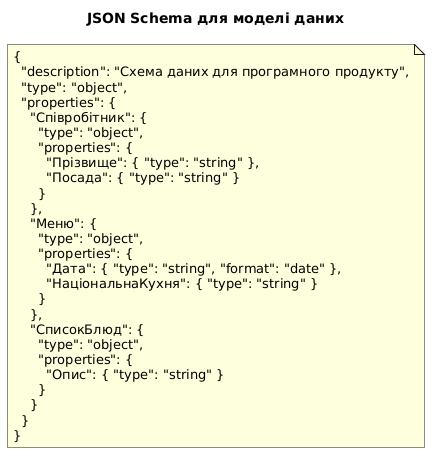 JSON Schema для моделі даних
{
  "description": "Схема даних для програмного продукту",
  "type": "object",
  "properties": {
    "Співробітник": {
      "type": "object",
      "properties": {
        "Прізвище": { "type": "string" },
        "Посада": { "type": "string" }
      }
    },
    "Меню": {
      "type": "object",
      "properties": {
        "Дата": { "type": "string", "format": "date" },
        "НаціональнаКухня": { "type": "string" }
      }
    },
    "СписокБлюд": {
      "type": "object",
      "properties": {
        "Опис": { "type": "string" }
      }
    }
  }
}